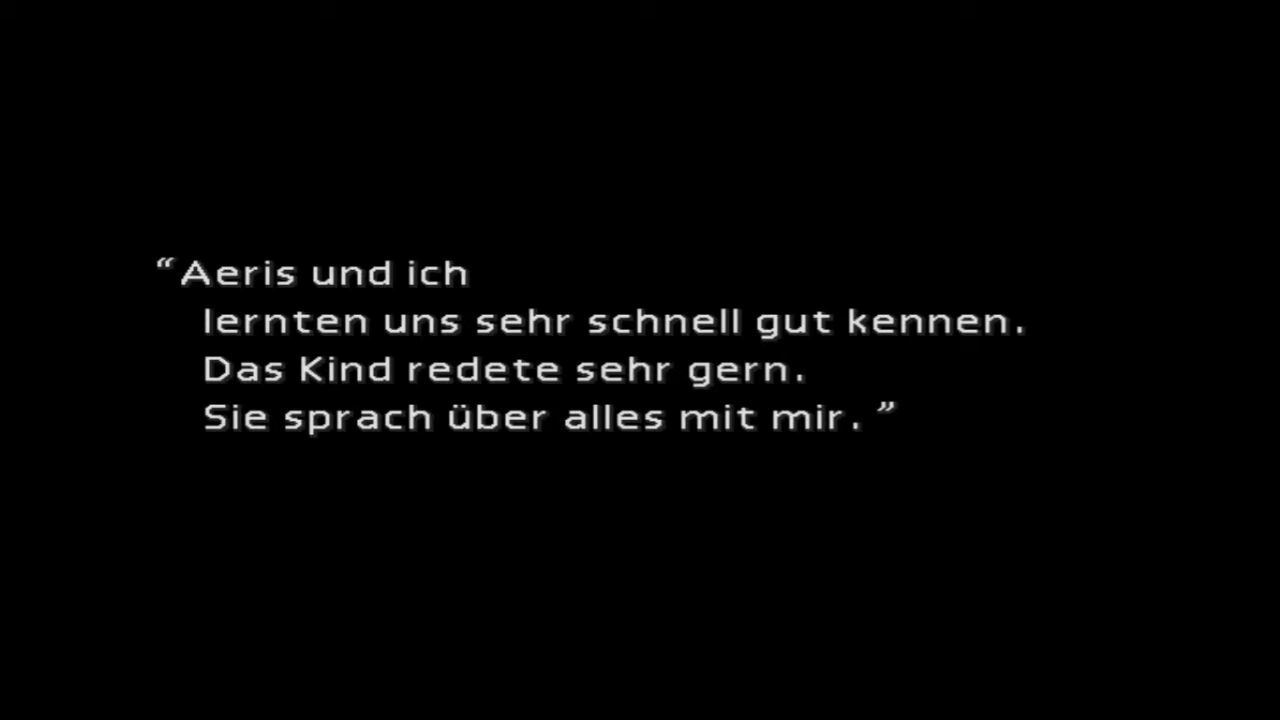 “Aeris und ich
lernten uns sehr schnell gut kennen.
Das Kind redete sehr gern.
Sie sprach über alles mit mir.”